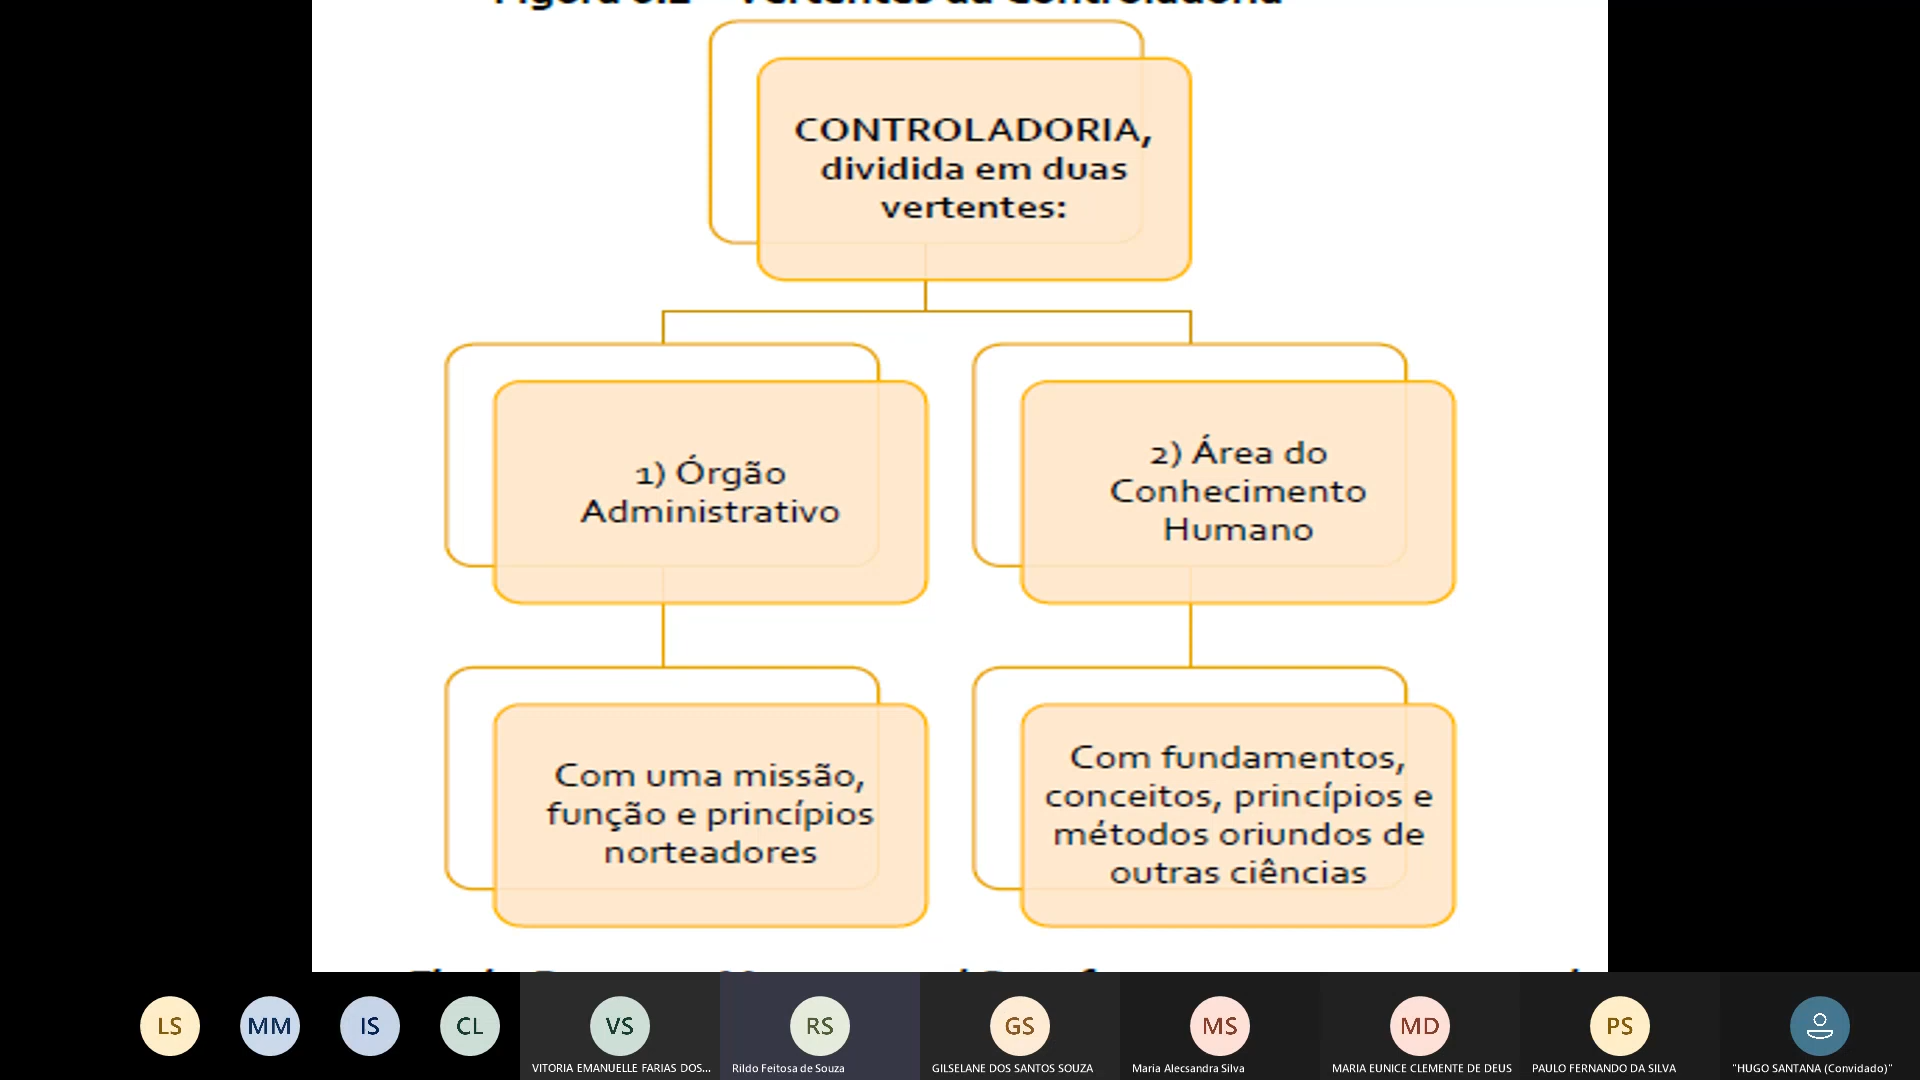 CONTROLADORIA,
dividida em duas
vertentes:
1) Órgão
Administrativo
2) Área do
Conhecimento
Humano
Com uma missão,
função e princípios
norteadores
Com fundamentos,
conceitos, princípios e
métodos oriundos de
outras ciências
LS
MM
IS
CL
VS
RS
GS
MS
MD
PS
VITORIA EMANUELLE FARIAS DOS...
Rildo Feitosa de Souza
GILSELANE DOS SANTOS SOUZA
Maria Alecsandra Silva
MARIA EUNICE CLEMENTE DE DEUS
PAULO FERNANDO DA SILVA
"HUGO SANTANA (Convidado)"